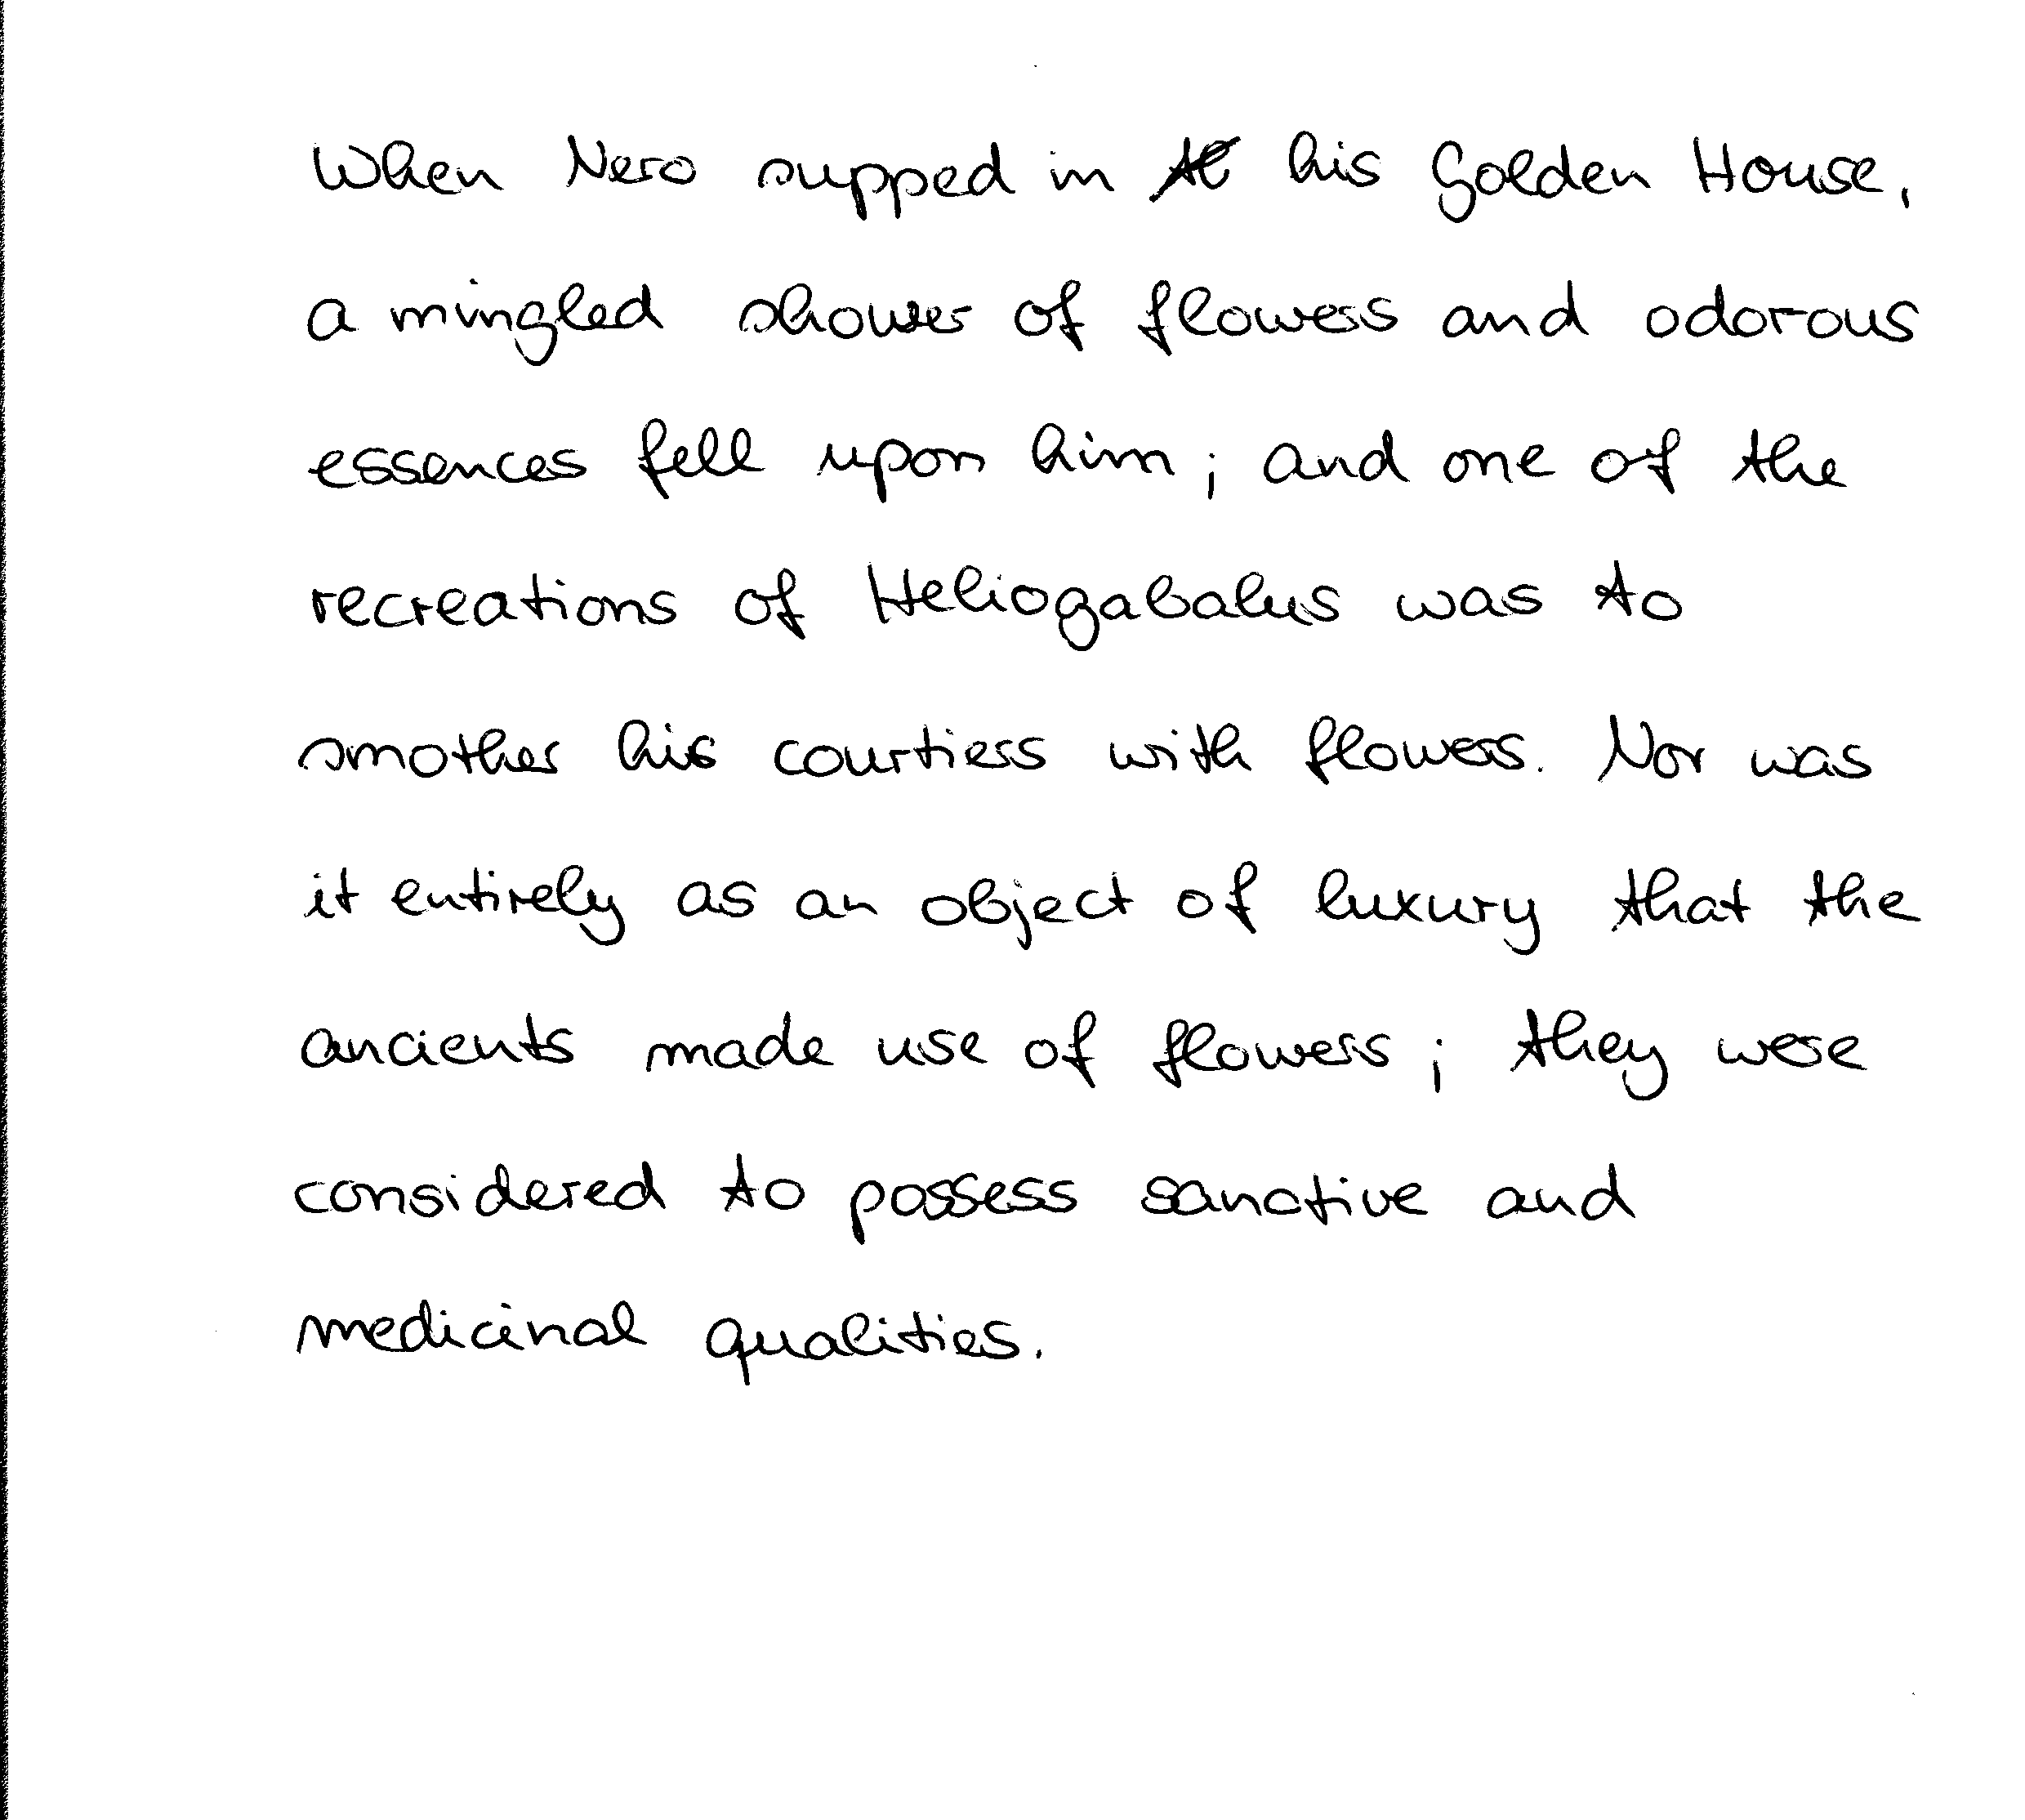 When Nero supped in his Golden House,
a mingled shower of flowers and odorous
essences fell upon him; and one of the
recreations of Heliogabalus was to
smother his courtiers with flowers. Nor was
it entirely as an object of luxury that the
ancients made use of flowers; they were
considered to possess sanctive and
medicinal qualities.